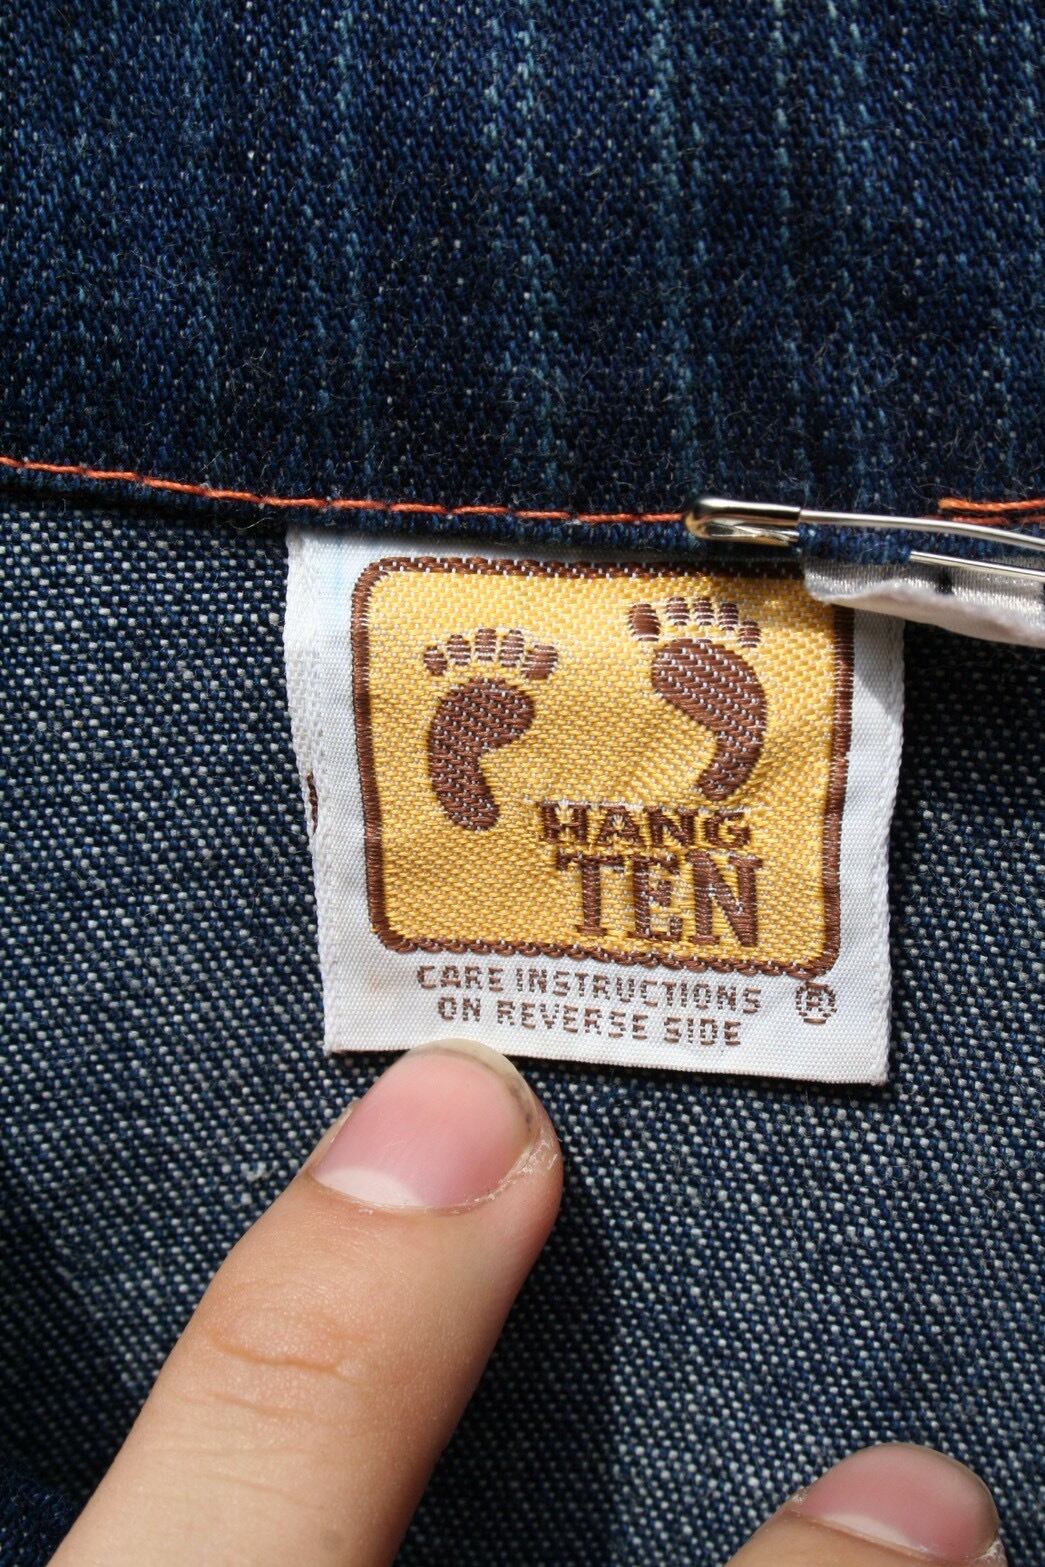 HANG
TEN
CARE INSTRUCTIONS
ON REVERSE SIDE
®